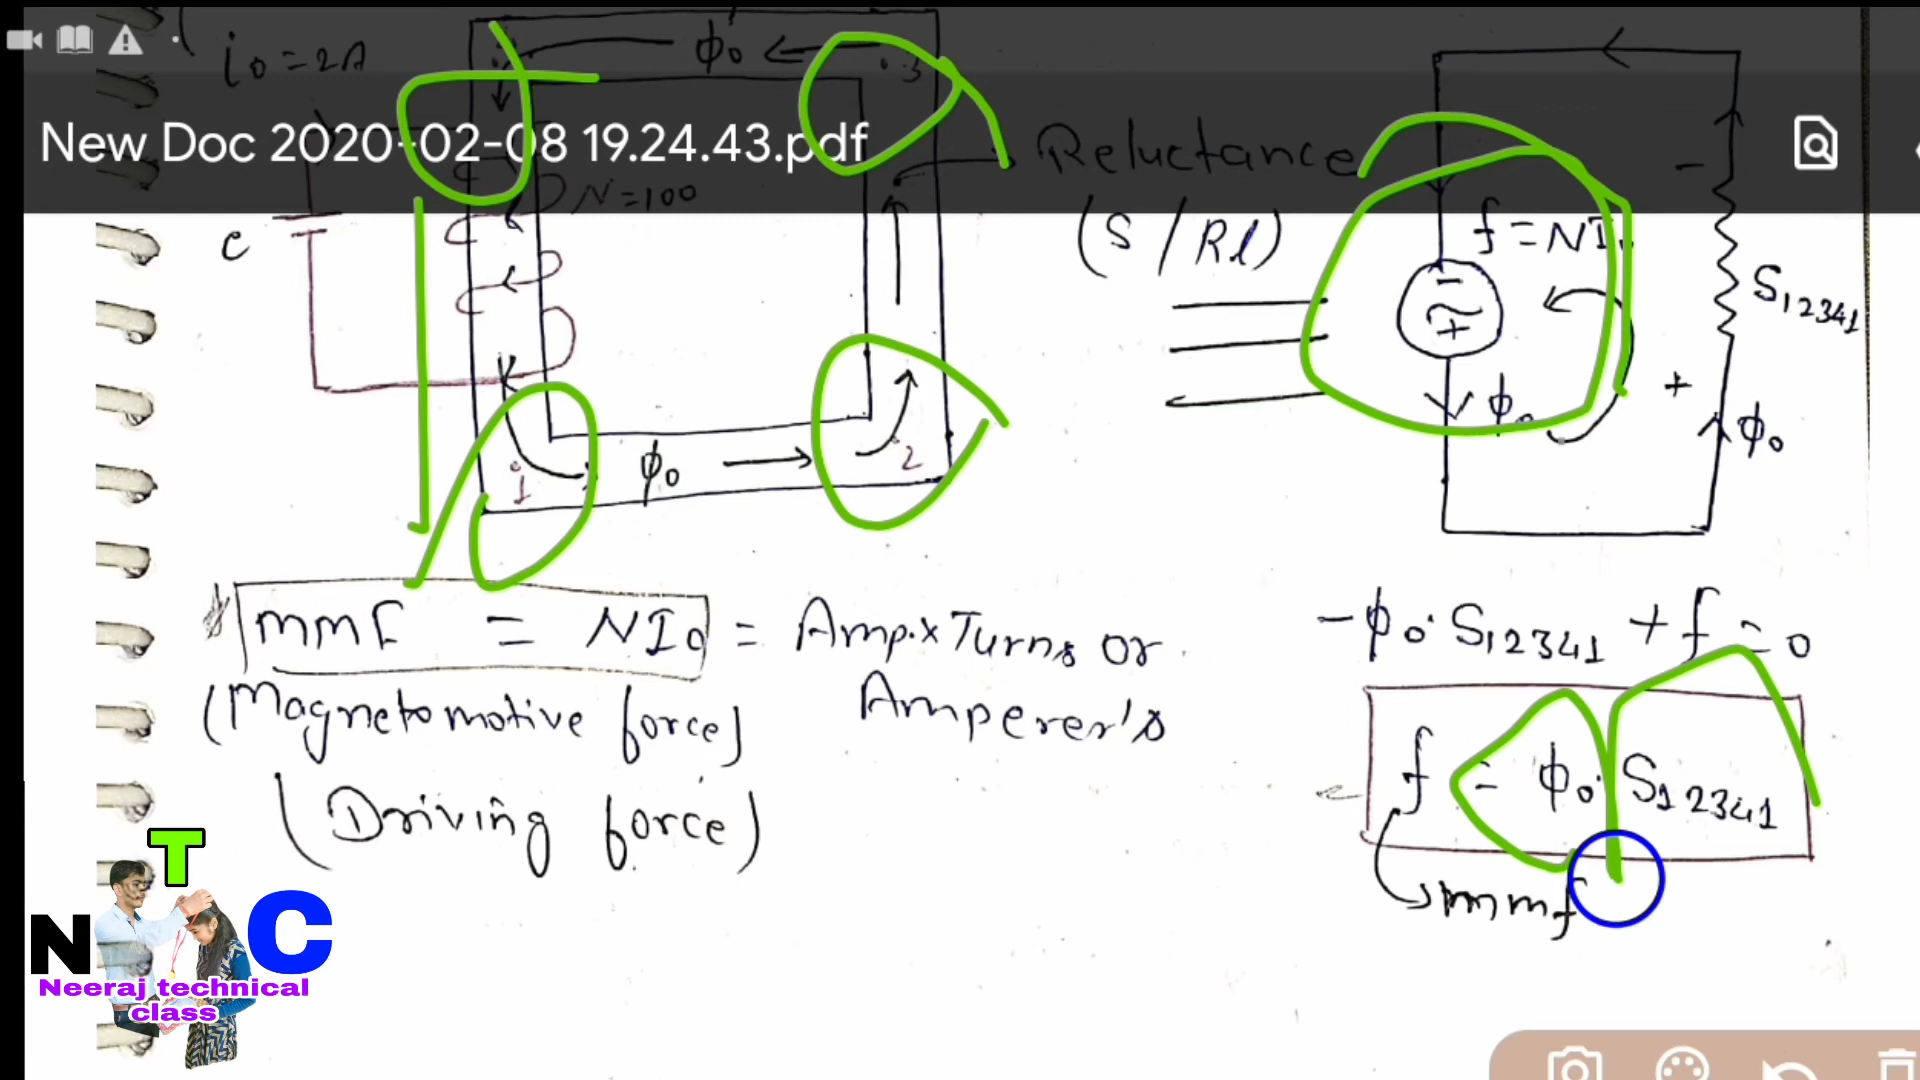 i0 = 2A
ϕ0
3
New Doc 2020-02-08 19.24.43.pdf
Reluctance
N=100
e
(S / Rl)
f = NI
-
~
+
S12341
+
ϕ0
ϕ0
1
ϕ0
2
mmF = NI0 = Amp.x Turns or
(Magnetomotive force) Amperer's
(Driving force)
-ϕ0. S12341 + f = 0
f = ϕ0. S12341
mmf
T
N C
Neeraj technical
class